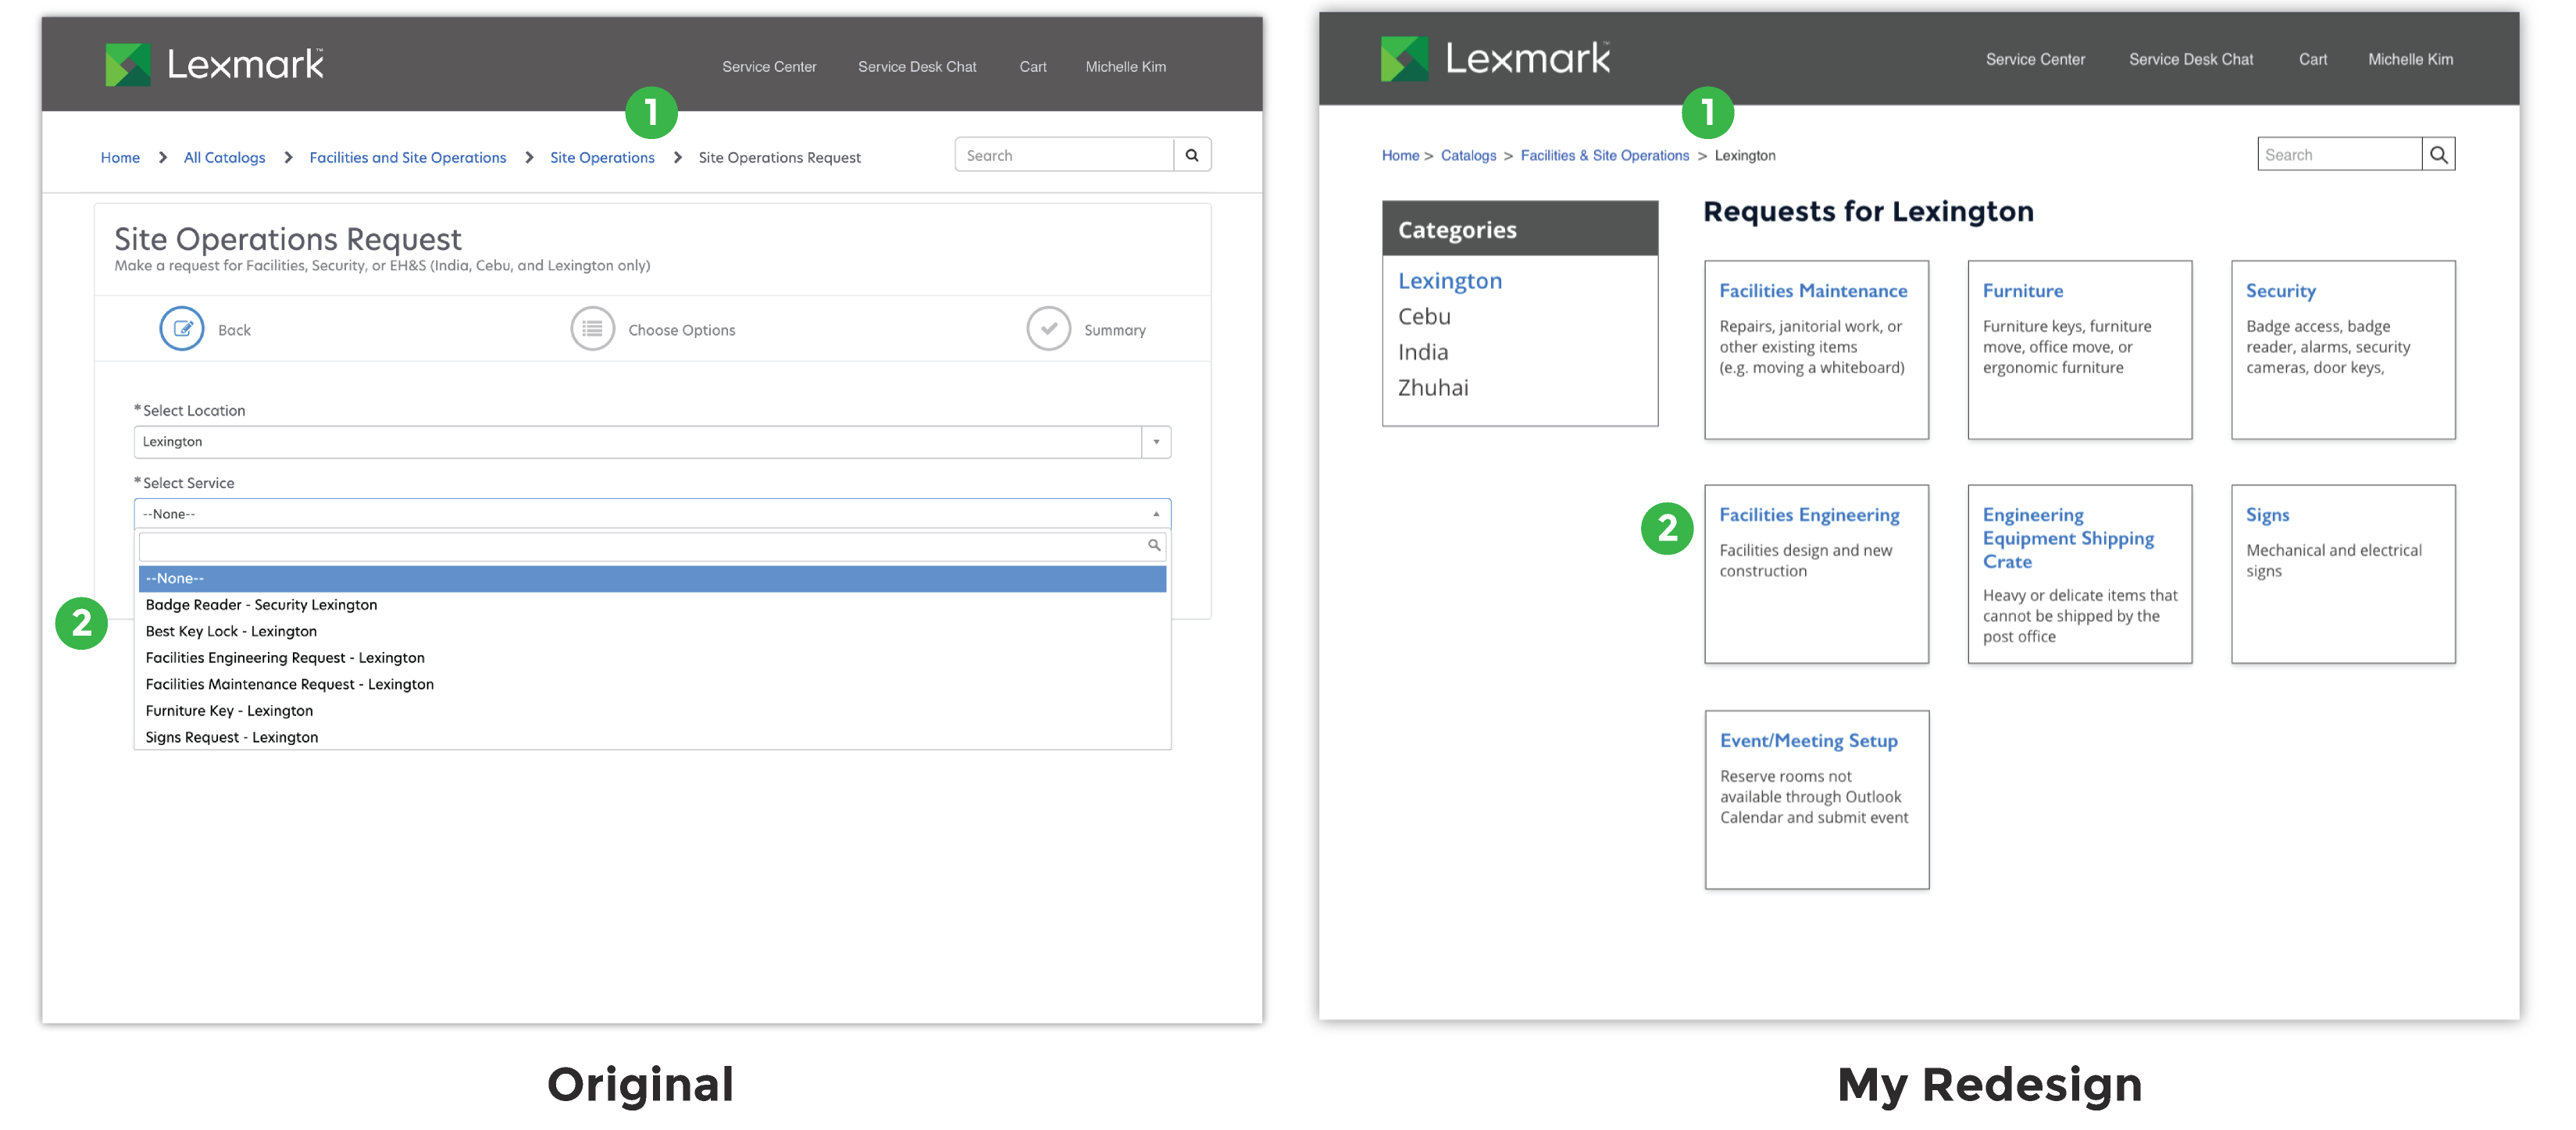 Lexmark™
Service Center Service Desk Chat Cart Michelle Kim
1
Home > All Catalogs > Facilities and Site Operations > Site Operations > Site Operations Request
Search
Site Operations Request
Make a request for Facilities, Security, or EH&S (India, Cebu, and Lexington only)
Back
Choose Options
Summary
*Select Location
Lexington
*Select Service
--None--
--None--
Badge Reader - Security Lexington
Best Key Lock - Lexington
2
Facilities Engineering Request - Lexington
Facilities Maintenance Request - Lexington
Furniture Key - Lexington
Signs Request - Lexington
Original
Lexmark™
Service Center Service Desk Chat Cart Michelle Kim
1
Home > Catalogs > Facilities & Site Operations > Lexington
Search
Categories
Lexington
Cebu
India
Zhuhai
Requests for Lexington
Facilities Maintenance
Repairs, janitorial work, or
other existing items
(e.g. moving a whiteboard)
Furniture
Furniture keys, furniture
move, office move, or
ergonomic furniture
Security
Badge access, badge
reader, alarms, security
cameras, door keys,
2
Facilities Engineering
Facilities design and new
construction
Engineering
Equipment Shipping
Crate
Heavy or delicate items that
cannot be shipped by the
post office
Signs
Mechanical and electrical
signs
Event/Meeting Setup
Reserve rooms not
available through Outlook
Calendar and submit event
My Redesign